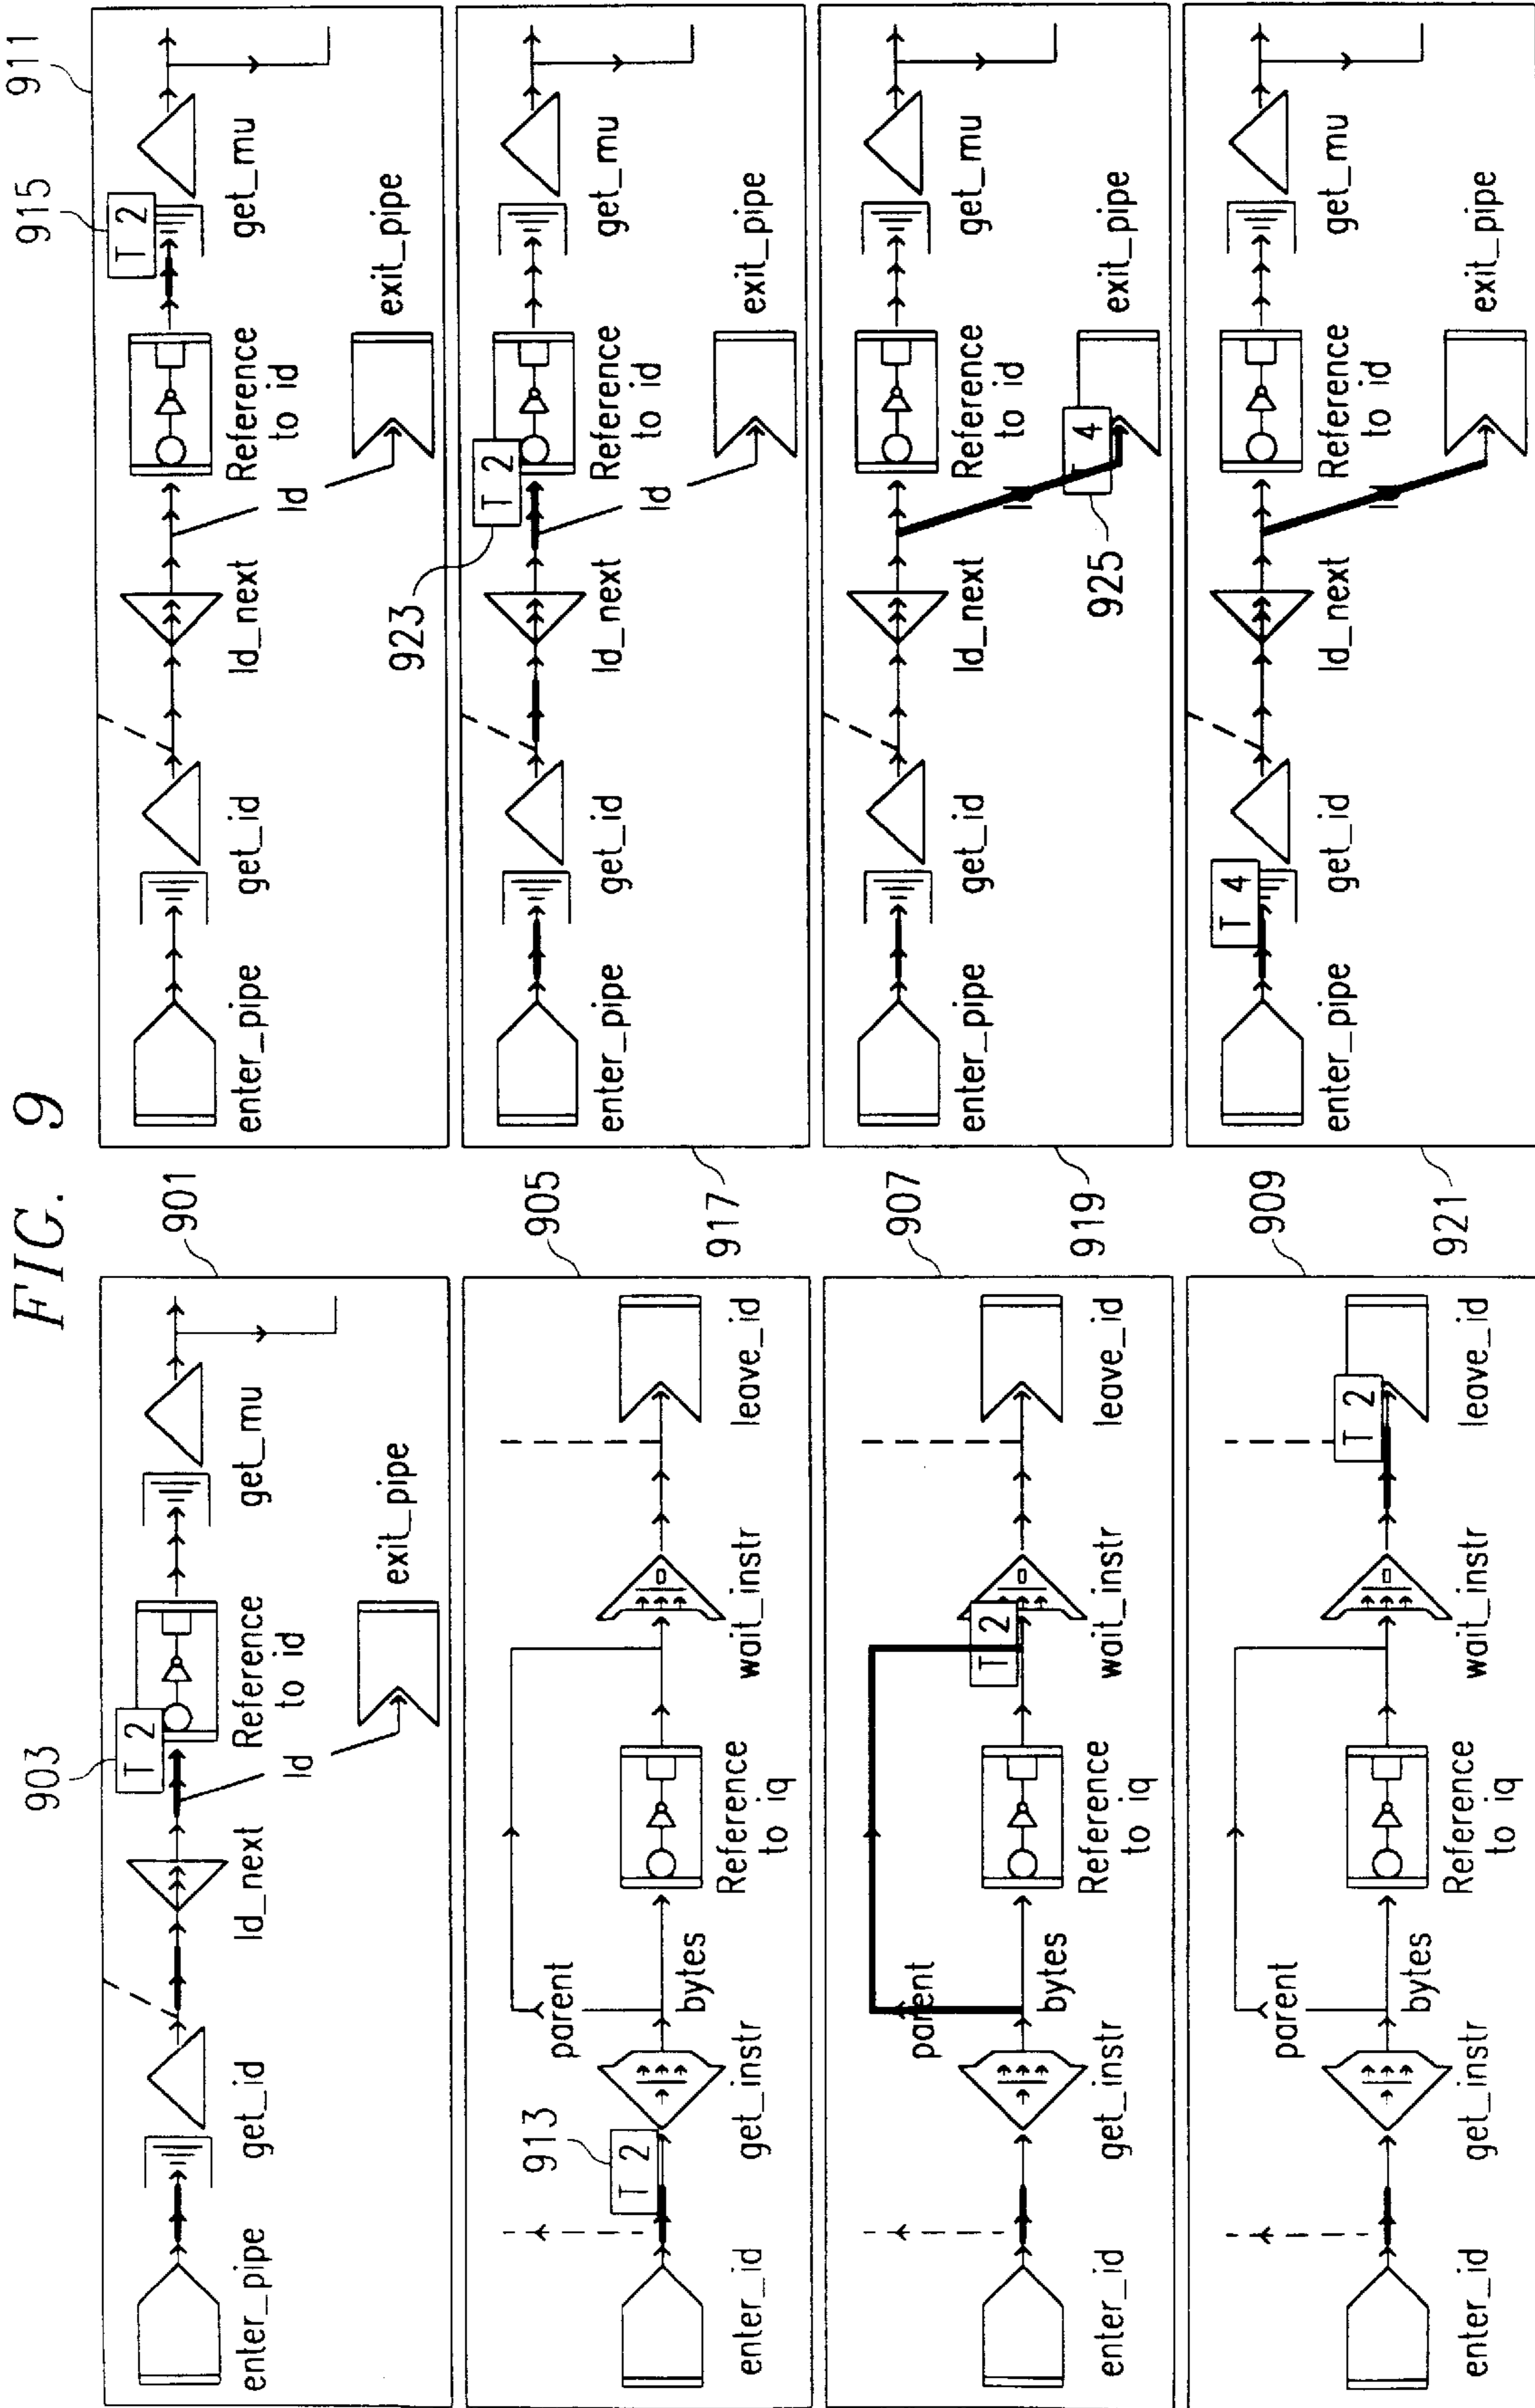 FIG. 9
903
901
T 2
enter_pipe
get_id
ld_next
Reference
to id
get_mu
ld
exit_pipe
905
913
T 2
enter_id
get_instr
parent
bytes
Reference
to iq
wait_instr
leave_id
907
T 2
enter_id
get_instr
parent
bytes
Reference
to iq
wait_instr
leave_id
909
T 2
enter_id
get_instr
parent
bytes
Reference
to iq
wait_instr
leave_id
915
911
T 2
enter_pipe
get_id
ld_next
Reference
to id
get_mu
ld
exit_pipe
917
923
T 2
enter_pipe
get_id
ld_next
Reference
to id
get_mu
ld
exit_pipe
919
925
4
enter_pipe
get_id
ld_next
Reference
to id
get_mu
exit_pipe
921
T 4
enter_pipe
get_id
ld_next
Reference
to id
get_mu
exit_pipe